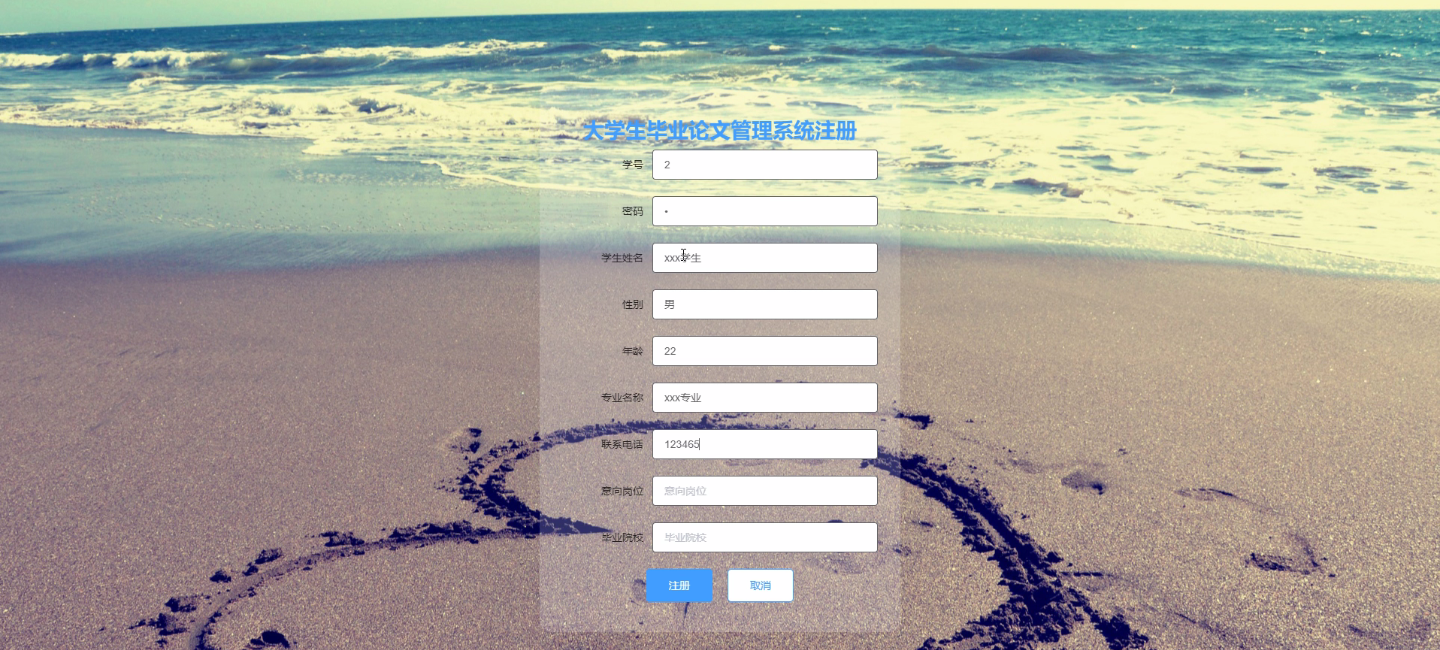 大学生毕业论文管理系统注册
学号 2
密码 •
学生姓名 xxx学生
性别 男
年龄 22
专业名称 xxx专业
联系电话 123465
意向岗位 意向岗位
毕业院校 毕业院校
注册 取消